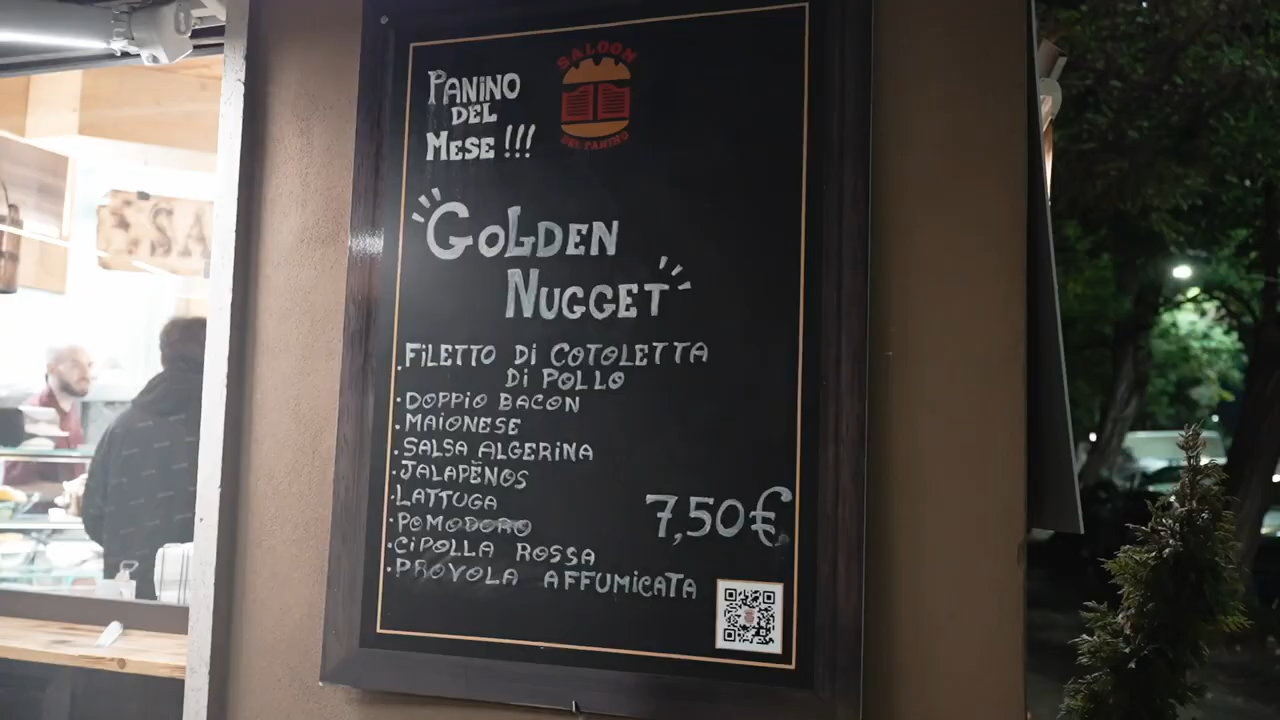 SALOON
DEL PANINO
PANINO
DEL
MESE !!!
GOLDEN
NUGGET
.FILETTO DI COTOLETTA
DI POLLO
·DOPPIO BACON
.MAIONESE
.SALSA ALGERINA
·JALAPĒNOS
·LATTUGA
·POMODORO
·CIPOLLA ROSSA
·PROVOLA AFFUMICATA
7,50€
SA